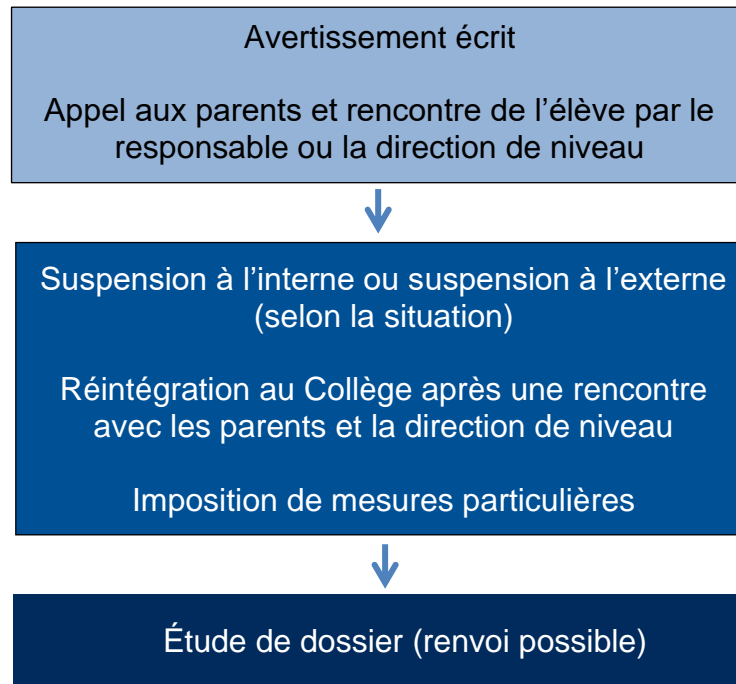 Avertissement écrit
Appel aux parents et rencontre de l’élève par le
responsable ou la direction de niveau
Suspension à l’interne ou suspension à l’externe
(selon la situation)
Réintégration au Collège après une rencontre
avec les parents et la direction de niveau
Imposition de mesures particulières
Étude de dossier (renvoi possible)